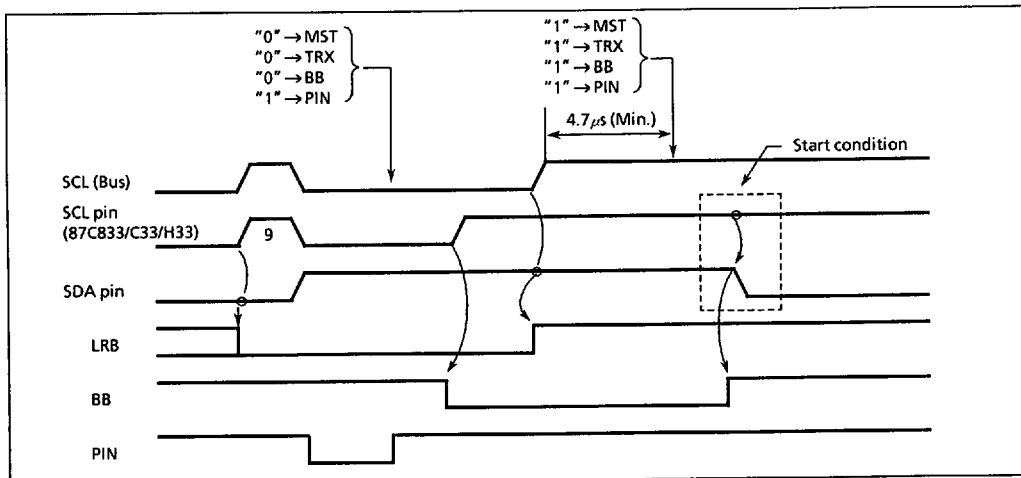 "0" → MST
"0" → TRX
"0" → BB
"1" → PIN
"1" → MST
"1" → TRX
"1" → BB
"1" → PIN
4.7μs (Min.)
Start condition
SCL (Bus)
SCL pin
(87C833/C33/H33)
9
SDA pin
LRB
BB
PIN